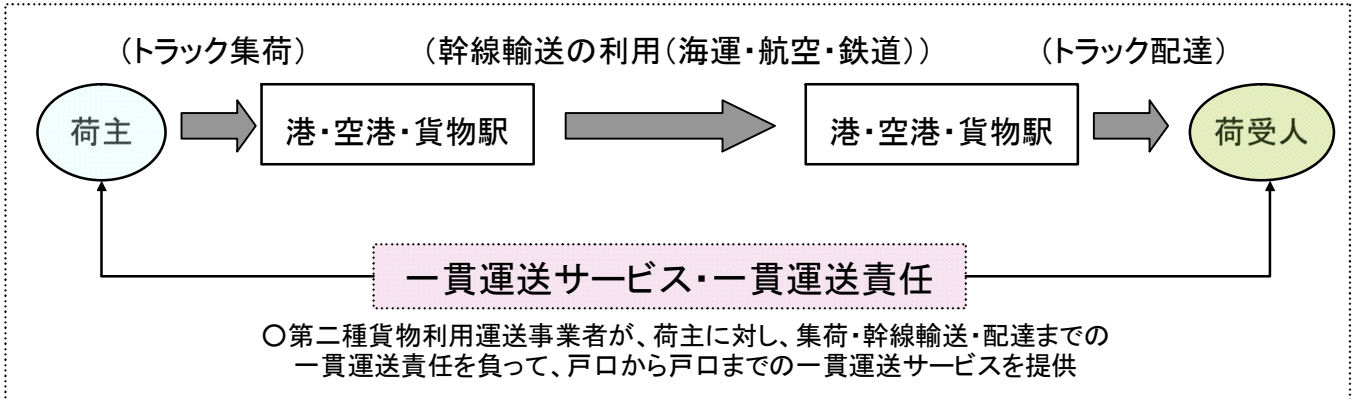 （トラック集荷） （幹線輸送の利用（海運・航空・鉄道）） （トラック配達）
荷主 港・空港・貨物駅 港・空港・貨物駅 荷受人
一貫運送サービス・一貫運送責任
〇第二種貨物利用運送事業者が、荷主に対し、集荷・幹線輸送・配達までの
一貫運送責任を負って、戸口から戸口までの一貫運送サービスを提供